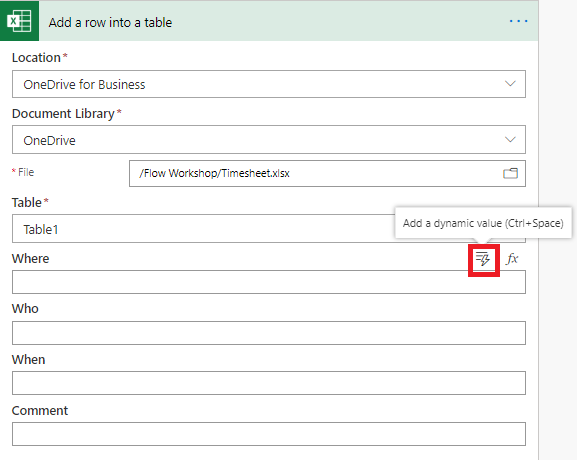 Add a row into a table
Location*
OneDrive for Business
Document Library*
OneDrive
* File
/Flow Workshop/Timesheet.xlsx
Table*
Table1
Add a dynamic value (Ctrl+Space)
Where
fx
Who
When
Comment